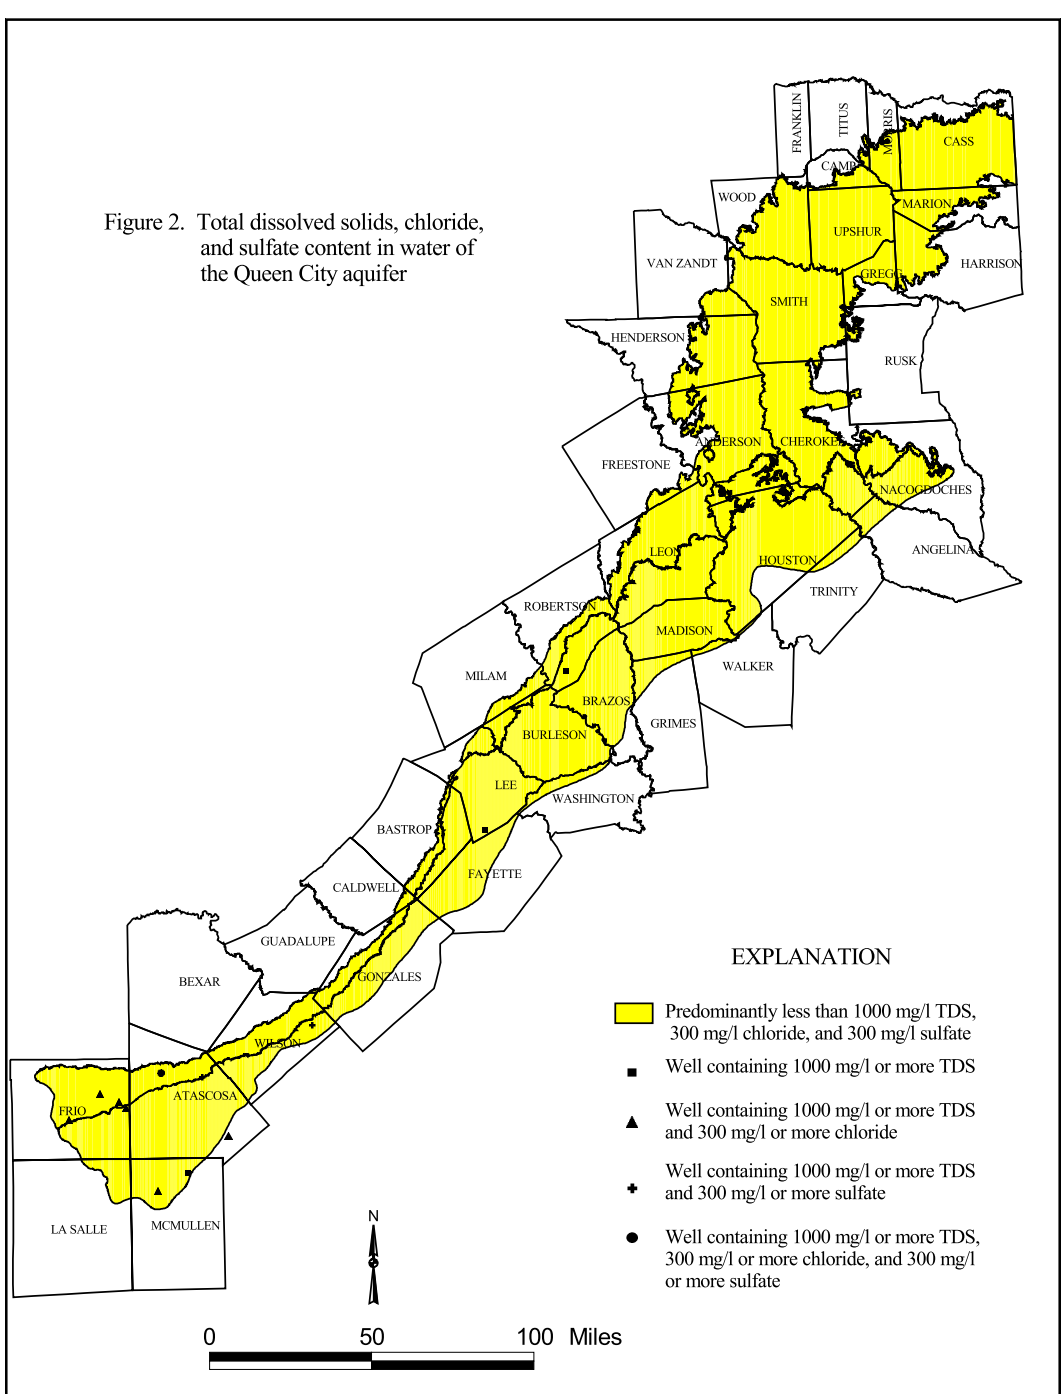 Figure 2. Total dissolved solids, chloride,
and sulfate content in water of
the Queen City aquifer
FRANKLIN
TITUS
MORRIS
CASS
CAMP
WOOD
MARION
UPSHUR
VAN ZANDT
HARRISON
GREGG
SMITH
HENDERSON
RUSK
ANDERSON
CHEROKEE
FREESTONE
NACOGDOCHES
LEON
ANGELINA
HOUSTON
TRINITY
ROBERTSON
MADISON
WALKER
MILAM
BRAZOS
GRIMES
BURLESON
LEE
WASHINGTON
BASTROP
FAYETTE
CALDWELL
GUADALUPE
GONZALES
BEXAR
WILSON
ATASCOSA
FRIO
LA SALLE
MCMULLEN
EXPLANATION
Predominantly less than 1000 mg/l TDS,
300 mg/l chloride, and 300 mg/l sulfate
Well containing 1000 mg/l or more TDS
Well containing 1000 mg/l or more TDS
and 300 mg/l or more chloride
Well containing 1000 mg/l or more TDS
and 300 mg/l or more sulfate
Well containing 1000 mg/l or more TDS,
300 mg/l or more chloride, and 300 mg/l
or more sulfate
N
0 50 100 Miles